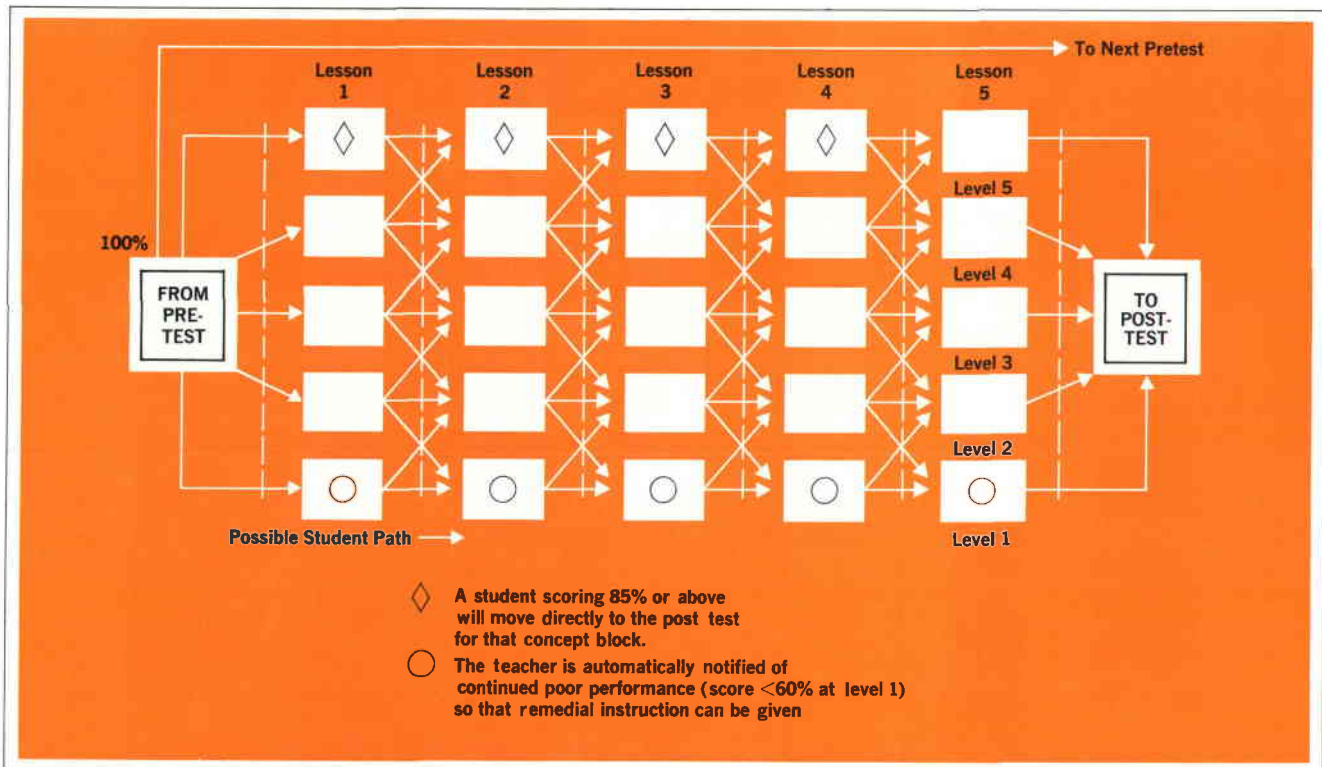 To Next Pretest
Lesson
1
Lesson
2
Lesson
3
Lesson
4
Lesson
5
100%
FROM
PRE-
TEST
Level 5
Level 4
Level 3
Level 2
Level 1
TO
POST-
TEST
Possible Student Path
A student scoring 85% or above
will move directly to the post test
for that concept block.
The teacher is automatically notified of
continued poor performance (score <60% at level 1)
so that remedial instruction can be given